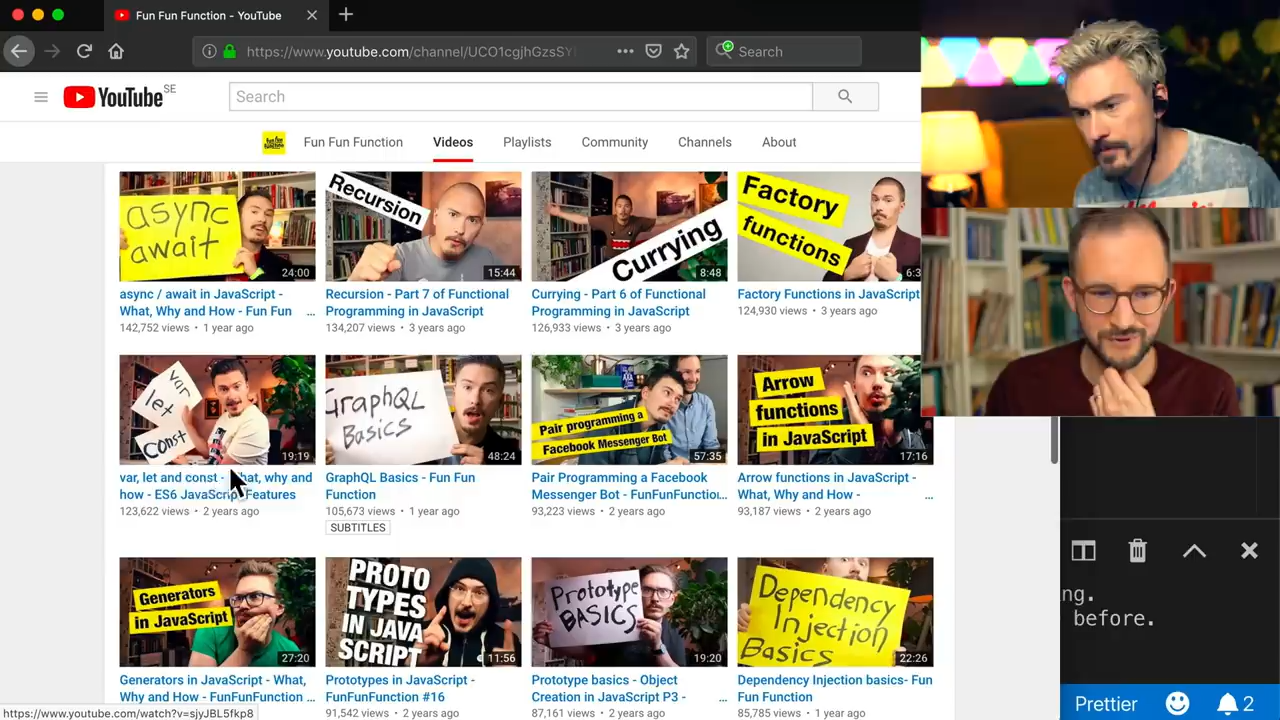 Fun Fun Function - YouTube
https://www.youtube.com/channel/UCO1cgjhGzsSY
Search
YouTube SE
Search
Fun Fun Function
Videos
Playlists
Community
Channels
About
async
await
24:00
Recursion
15:44
Currying
8:48
Factory
functions
6:3
async / await in JavaScript -
What, Why and How - Fun Fun ...
142,752 views • 1 year ago
Recursion - Part 7 of Functional
Programming in JavaScript
134,207 views • 3 years ago
Currying - Part 6 of Functional
Programming in JavaScript
126,933 views • 3 years ago
Factory Functions in JavaScript
124,930 views • 3 years ago
var
let
const
19:19
GraphQL
Basics
48:24
Pair programming a
Facebook Messenger Bot
57:35
Arrow
functions
in JavaScript
17:16
var, let and const - What, why and
how - ES6 JavaScript Features
123,622 views • 2 years ago
GraphQL Basics - Fun Fun
Function
105,673 views • 1 year ago
SUBTITLES
Pair Programming a Facebook
Messenger Bot - FunFunFunctio...
93,223 views • 2 years ago
Arrow functions in JavaScript -
What, Why and How - ...
93,187 views • 2 years ago
Generators
in JavaScript
27:20
PROTO
TYPES
IN JAVA
SCRIPT
11:56
Prototype
BASICS
19:20
Dependency
Injection
Basics
22:26
Generators in JavaScript - What,
Why and How - FunFunFunction ...
Prototypes in JavaScript -
FunFunFunction #16
91,542 views • 2 years ago
Prototype basics - Object
Creation in JavaScript P3 - ...
87,161 views • 2 years ago
Dependency Injection basics- Fun
Fun Function
85,785 views • 1 year ago
https://www.youtube.com/watch?v=sjyJBL5fkp8
ng.
before.
Prettier
2